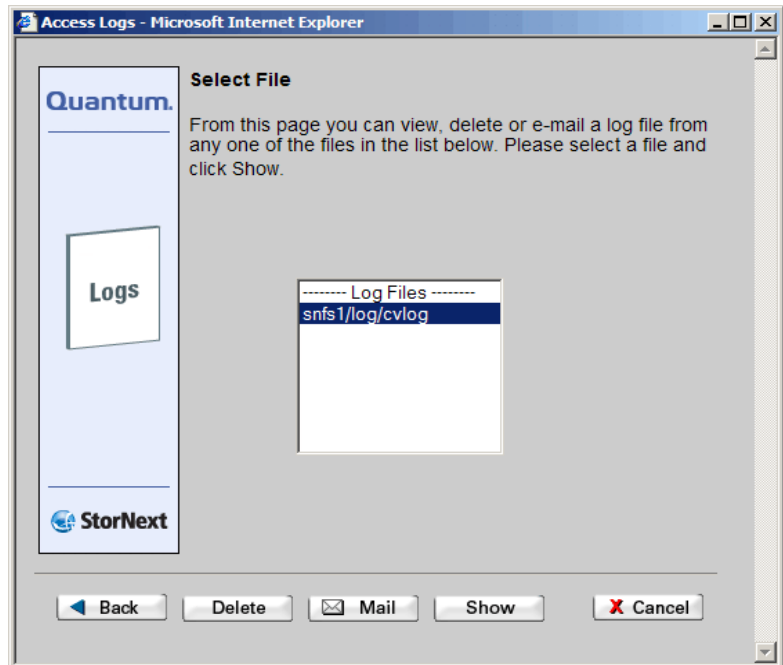 Access Logs - Microsoft Internet Explorer
Quantum.
Logs
StorNext
Select File
From this page you can view, delete or e-mail a log file from
any one of the files in the list below. Please select a file and
click Show.
-------- Log Files --------
snfs1/log/cvlog
Back Delete Mail Show X Cancel